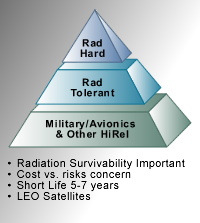 Rad
Hard
Rad
Tolerant
Military/Avionics
& Other HiRel
• Radiation Survivability Important
• Cost vs. risks concern
• Short Life 5-7 years
• LEO Satellites